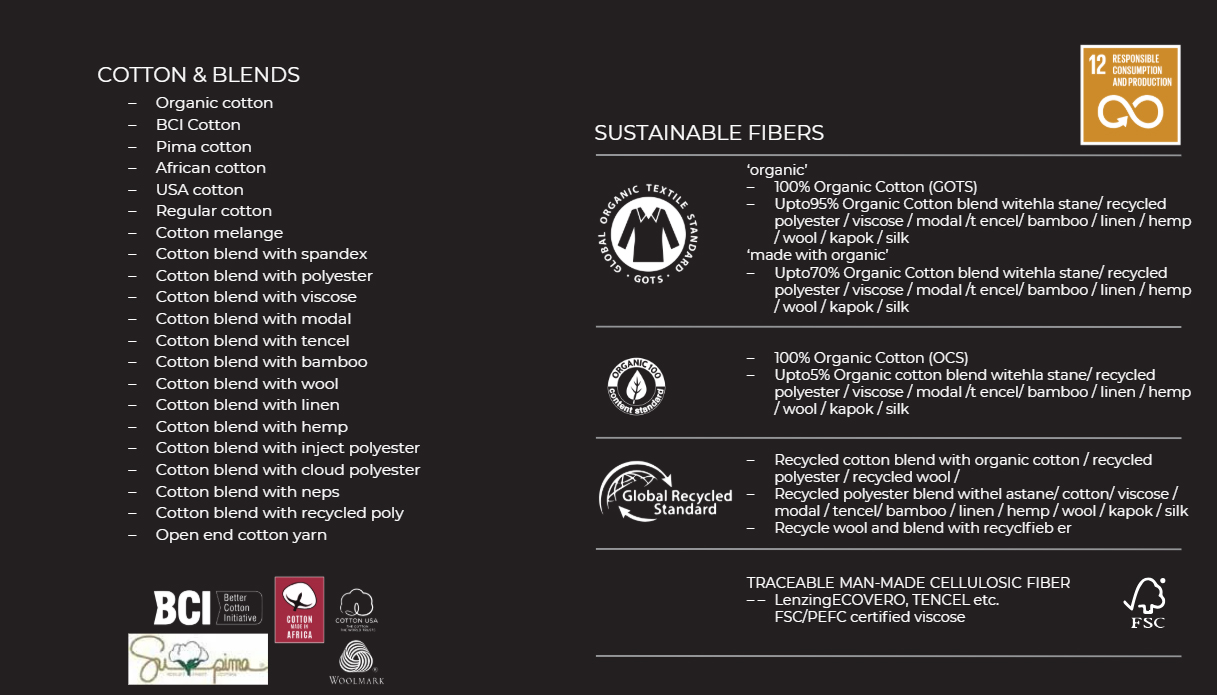 COTTON & BLENDS
– Organic cotton
– BCI Cotton
– Pima cotton
– African cotton
– USA cotton
– Regular cotton
– Cotton melange
– Cotton blend with spandex
– Cotton blend with polyester
– Cotton blend with viscose
– Cotton blend with modal
– Cotton blend with tencel
– Cotton blend with bamboo
– Cotton blend with wool
– Cotton blend with linen
– Cotton blend with hemp
– Cotton blend with inject polyester
– Cotton blend with cloud polyester
– Cotton blend with neps
– Cotton blend with recycled poly
– Open end cotton yarn
BCI
Better
Cotton
Initiative
COTTON
MADE IN
AFRICA
COTTON USA
THE COTTON
THE WORLD TRUSTS
Supima
WOOLMARK
12 RESPONSIBLE
CONSUMPTION
AND PRODUCTION
SUSTAINABLE FIBERS
GLOBAL ORGANIC TEXTILE STANDARD · GOTS ·
‘organic’
– 100% Organic Cotton (GOTS)
– Upto95% Organic Cotton blend witehla stane/ recycled
polyester / viscose / modal /t encel/ bamboo / linen / hemp
/ wool / kapok / silk
‘made with organic’
– Upto70% Organic Cotton blend witehla stane/ recycled
polyester / viscose / modal /t encel/ bamboo / linen / hemp
/ wool / kapok / silk
ORGANIC 100
content standard
– 100% Organic Cotton (OCS)
– Upto5% Organic cotton blend witehla stane/ recycled
polyester / viscose / modal /t encel/ bamboo / linen / hemp
/ wool / kapok / silk
Global Recycled
Standard
– Recycled cotton blend with organic cotton / recycled
polyester / recycled wool /
– Recycled polyester blend withel astane/ cotton/ viscose /
modal / tencel/ bamboo / linen / hemp / wool / kapok / silk
– Recycle wool and blend with recyclfieb er
TRACEABLE MAN-MADE CELLULOSIC FIBER
– – LenzingECOVERO, TENCEL etc.
FSC/PEFC certified viscose
FSC